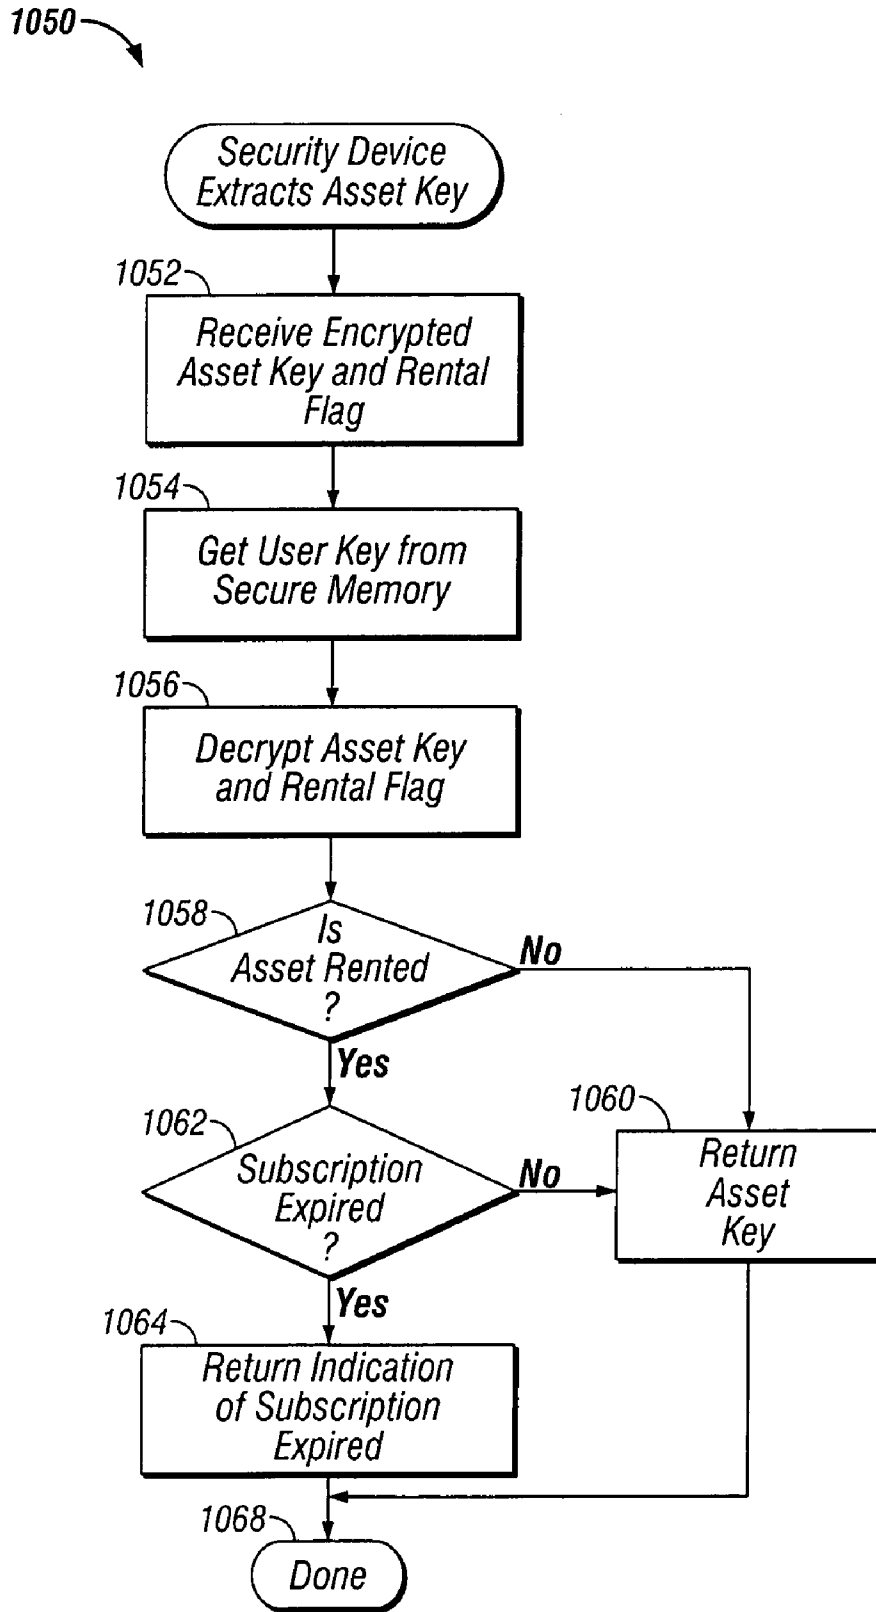 1050
Security Device
Extracts Asset Key
1052
Receive Encrypted
Asset Key and Rental
Flag
1054
Get User Key from
Secure Memory
1056
Decrypt Asset Key
and Rental Flag
1058
Is
Asset Rented
?
No
Yes
1062
Subscription
Expired
?
No
1060
Return
Asset
Key
Yes
1064
Return Indication
of Subscription
Expired
1068
Done